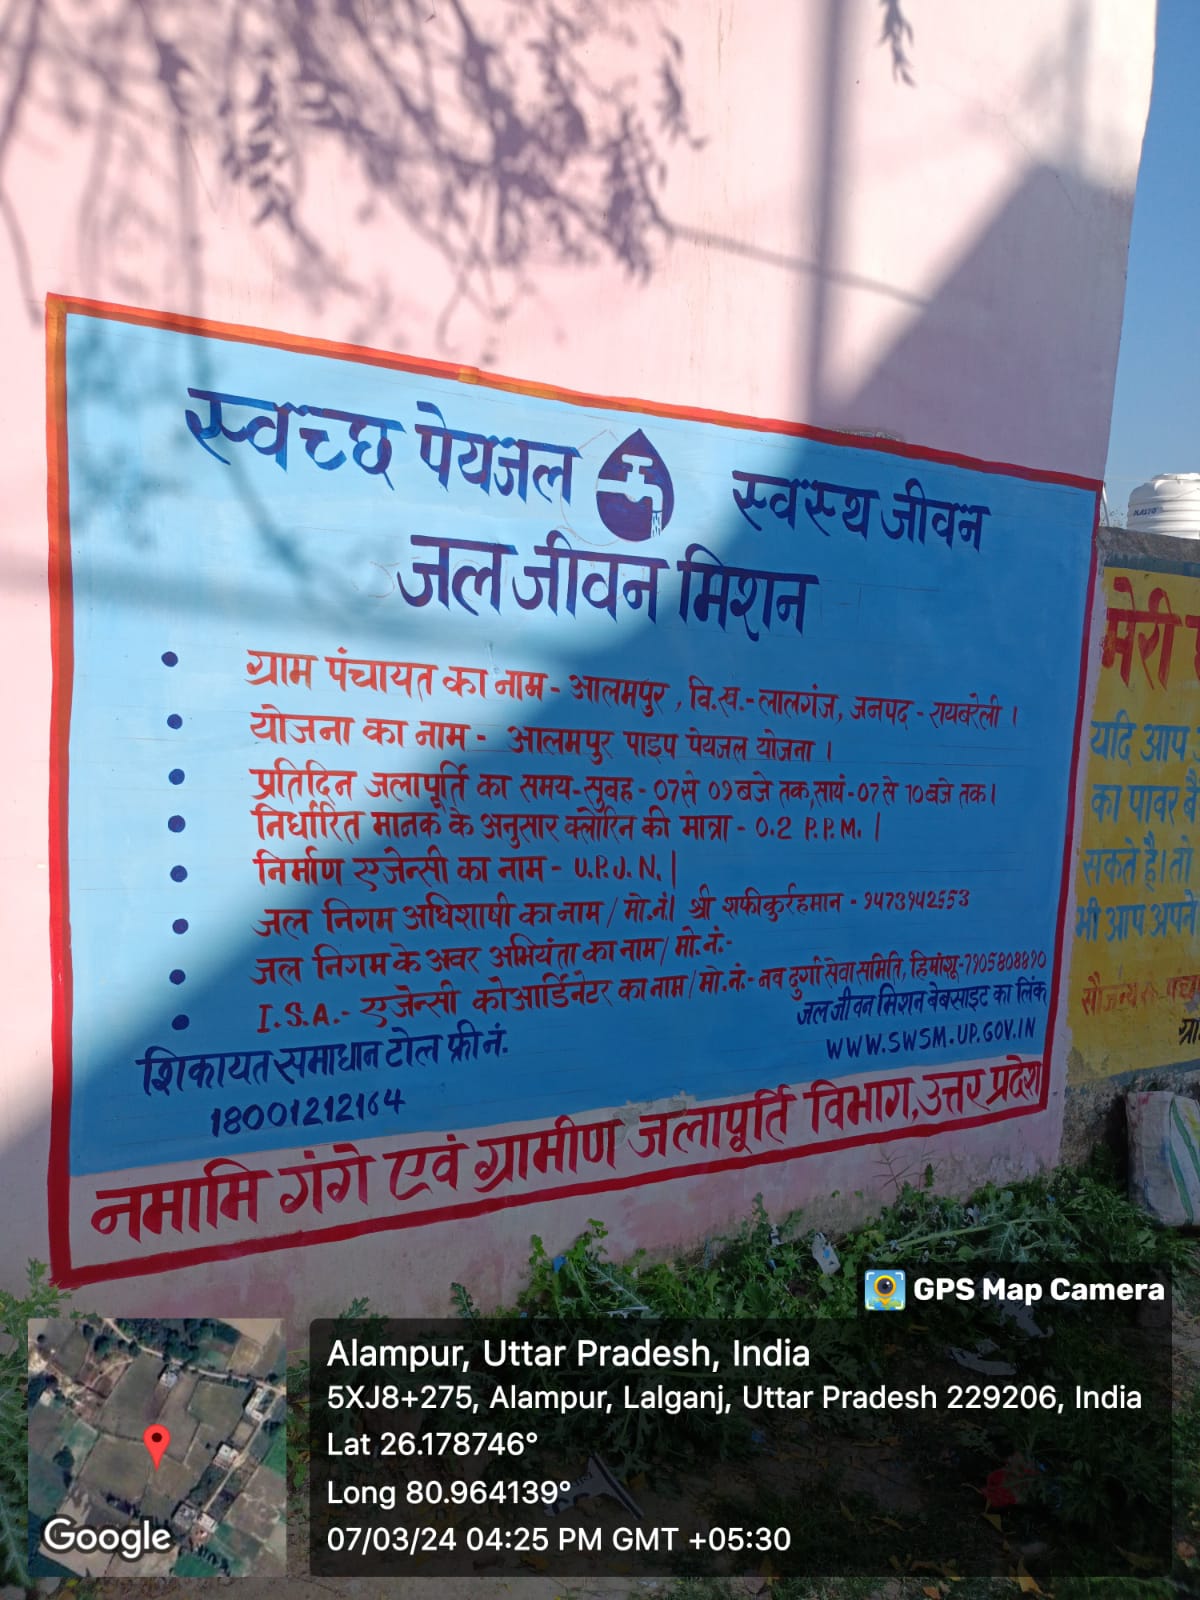 स्वच्छ पेयजल स्वस्थ जीवन
जल जीवन मिशन
• ग्राम पंचायत का नाम - आलमपुर, वि.ख.-लालगंज, जनपद - रायबरेली ।
• योजना का नाम - आलमपुर पाइप पेयजल योजना ।
• प्रतिदिन जलापूर्ति का समय-सुबह - 07 से 09 बजे तक, सायं-07 से 10 बजे तक।
• निर्धारित मानक के अनुसार क्लोरिन की मात्रा - 0.2 P.P.M. |
• निर्माण एजेन्सी का नाम - U.P.J.N. |
• जल निगम अधिशाषी का नाम / मो.नं। श्री शफीकुर्रहमान - 9473942553
• जल निगम के अवर अभियंता का नाम / मो.नं.-
• I.S.A.- एजेन्सी कोआर्डिनेटर का नाम / मो.नं.- नव दुर्गा सेवा समिति, हिमांशू-7905808890
शिकायत समाधान टोल फ्री नं.
18001212164
जल जीवन मिशन बेबसाइट का लिंक
WWW.SWSM.UP.GOV.IN
नमामि गंगे एवं ग्रामीण जलापूर्ति विभाग, उत्तर प्रदेश
मेरी
यदि आप
का पावर बै
सकते है। तो
भी आप अपने
सौजन्य से-
GPS Map Camera
Alampur, Uttar Pradesh, India
5XJ8+275, Alampur, Lalganj, Uttar Pradesh 229206, India
Lat 26.178746°
Long 80.964139°
07/03/24 04:25 PM GMT +05:30
Google